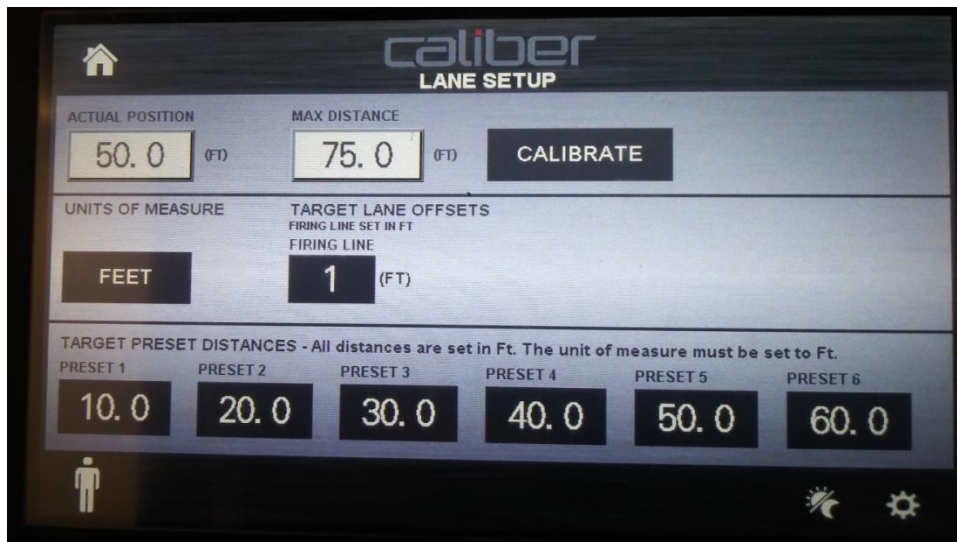 caliber
LANE SETUP
ACTUAL POSITION
MAX DISTANCE
50.0 (FT)
75.0 (FT)
CALIBRATE
UNITS OF MEASURE
TARGET LANE OFFSETS
FIRING LINE SET IN FT
FIRING LINE
FEET
1 (FT)
TARGET PRESET DISTANCES - All distances are set in Ft. The unit of measure must be set to Ft.
PRESET 1 PRESET 2 PRESET 3 PRESET 4 PRESET 5 PRESET 6
10.0 20.0 30.0 40.0 50.0 60.0